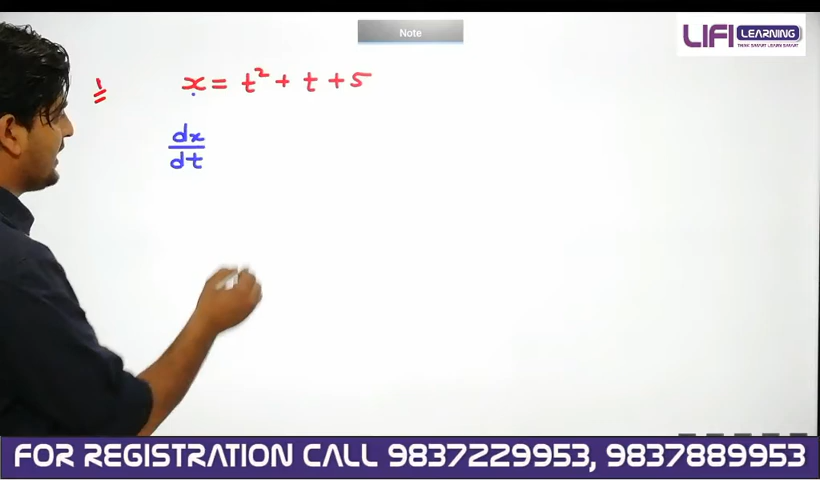 Note
LIFI LEARNING
THINK SMART LEARN SMART
1 x = t² + t + 5
dx
dt
FOR REGISTRATION CALL 9837229953, 9837889953